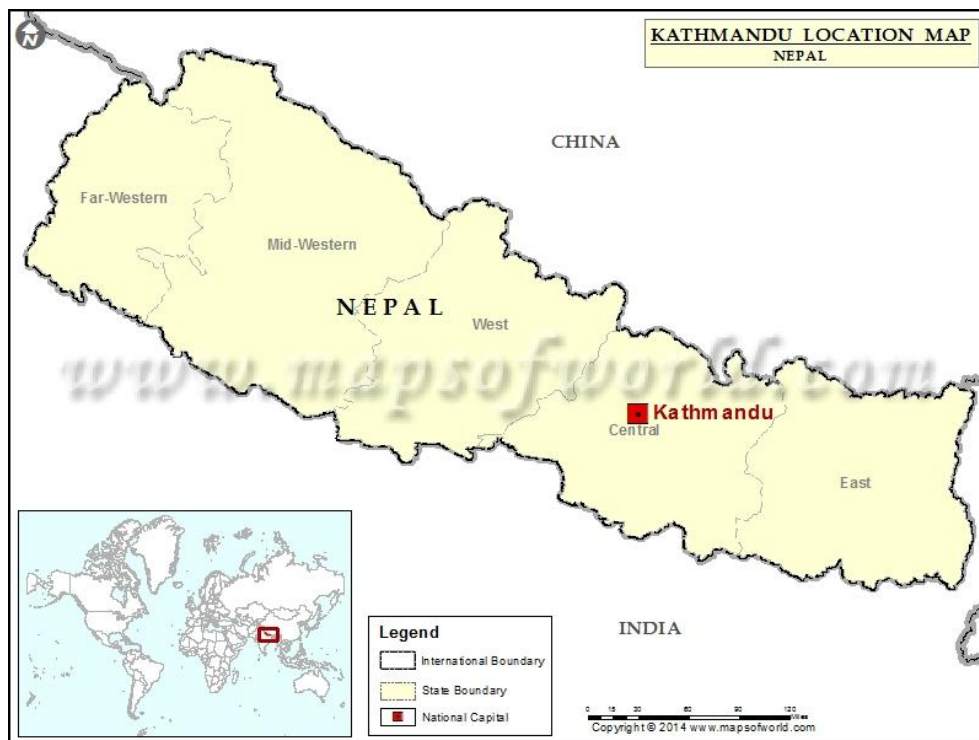 N
KATHMANDU LOCATION MAP
NEPAL
CHINA
Far-Western
Mid-Western
NEPAL
West
www.mapsofworld.com
Kathmandu
Central
East
INDIA
Legend
International Boundary
State Boundary
National Capital
0 15 30 60 90 120
Miles
Copyright © 2014 www.mapsofworld.com